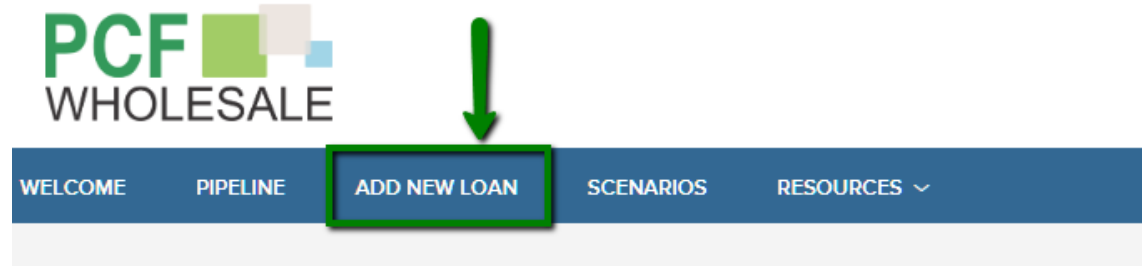 PCF
WHOLESALE
WELCOME PIPELINE ADD NEW LOAN SCENARIOS RESOURCES